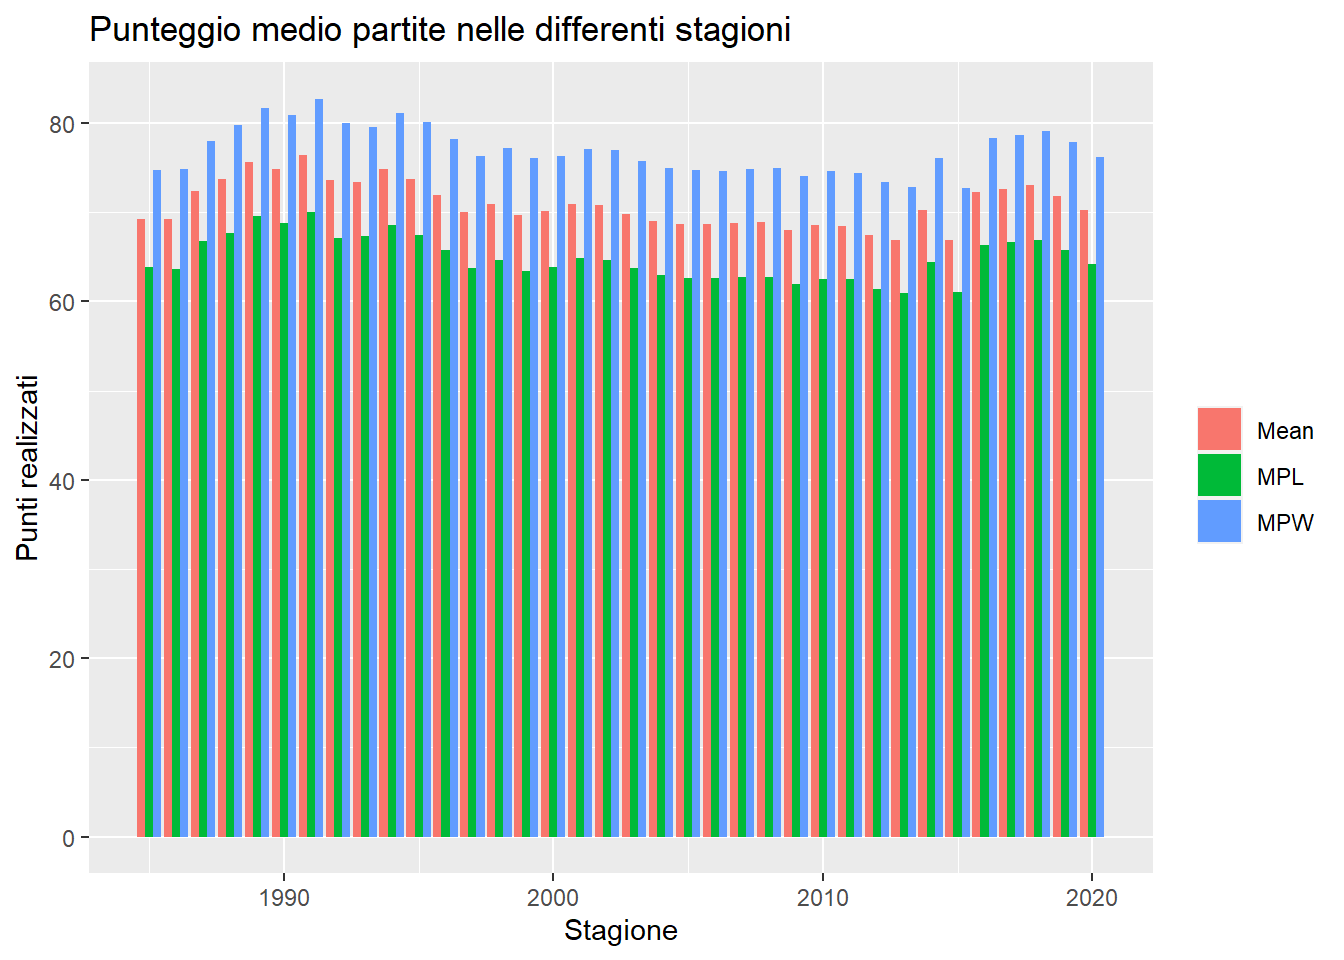 Punteggio medio partite nelle differenti stagioni
Punti realizzati
80
60
40
20
0
1990 2000 2010 2020
Stagione
Mean
MPL
MPW